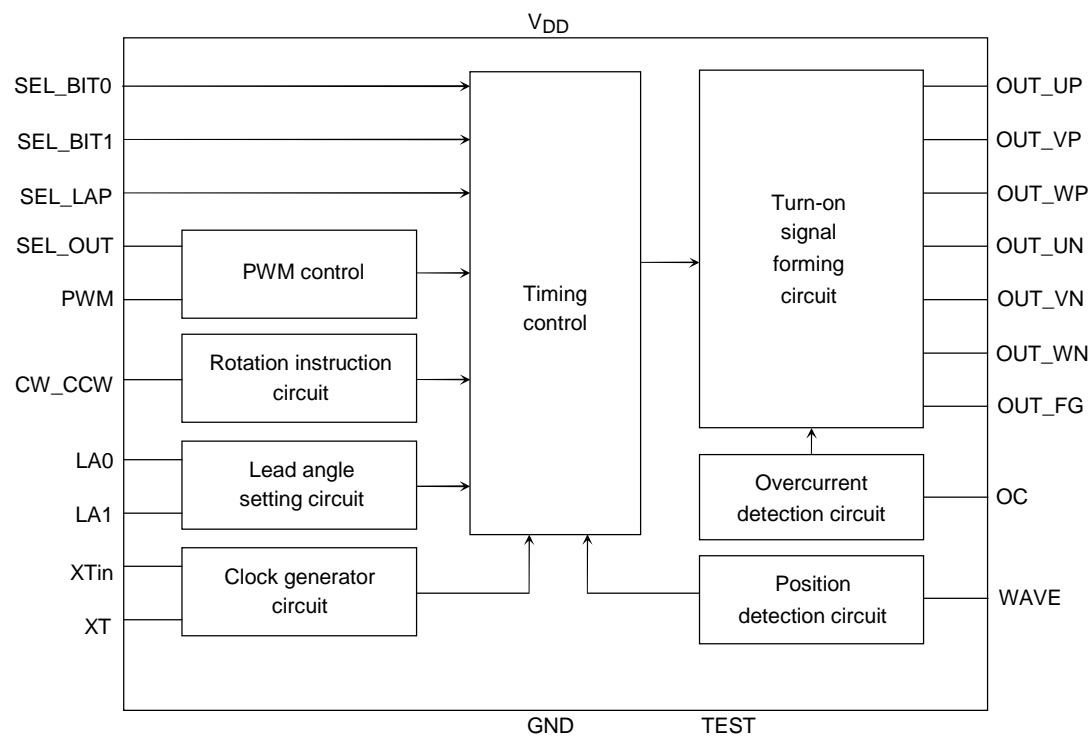 VDD
SEL_BIT0
SEL_BIT1
SEL_LAP
SEL_OUT
PWM
CW_CCW
LA0
LA1
XTin
XT
PWM control
Rotation instruction
circuit
Lead angle
setting circuit
Clock generator
circuit
Timing
control
Turn-on
signal
forming
circuit
Overcurrent
detection circuit
Position
detection circuit
OUT_UP
OUT_VP
OUT_WP
OUT_UN
OUT_VN
OUT_WN
OUT_FG
OC
WAVE
GND
TEST